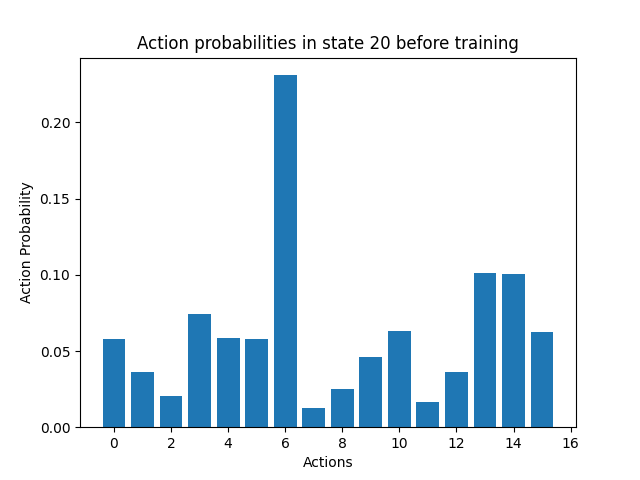 Action probabilities in state 20 before training
0.20
0.15
0.10
0.05
0.00
Action Probability
0 2 4 6 8 10 12 14 16
Actions